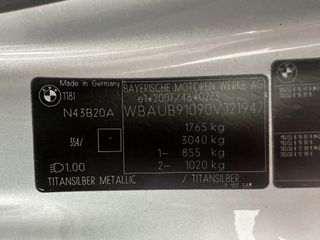 BMW
Made in Germany
1181
BAYERISCHE MOTOREN WERKE AG
e1*2007/46*0273
N43B20A
WBAUB91090VJ21947
354/
1765 kg
3040 kg
1- 855 kg
1.00
2- 1020 kg
TITANSILBER METALLIC / TITANSILBER